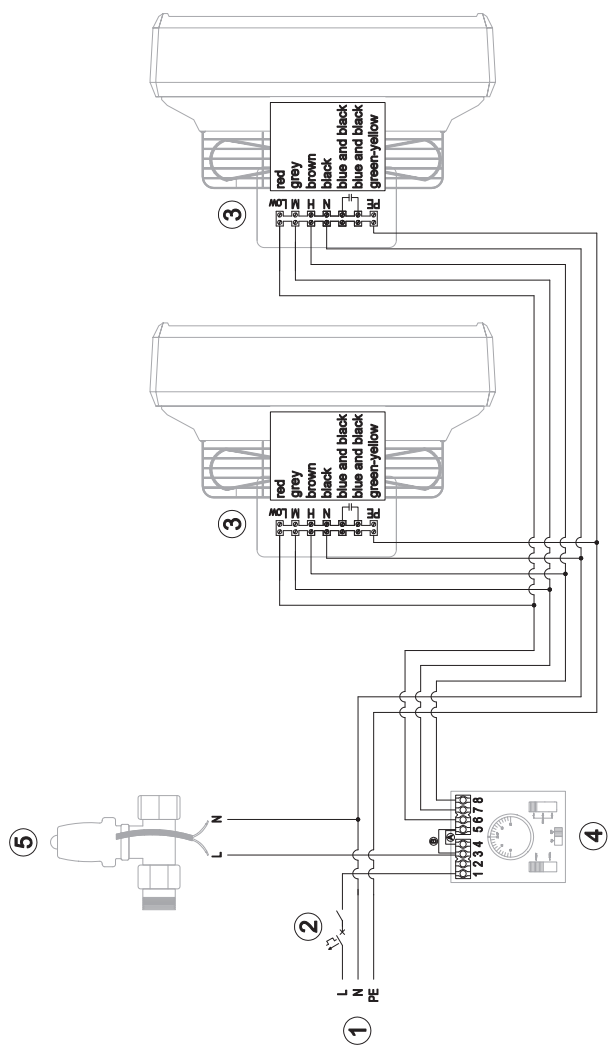 3
red
grey
brown
black
blue and black
blue and black
green-yellow
Low
M
H
N
PE
3
red
grey
brown
black
blue and black
blue and black
green-yellow
Low
M
H
N
PE
5
L
N
2
1
L
N
PE
4
1 2 3 4 5 6 7 8
A
B